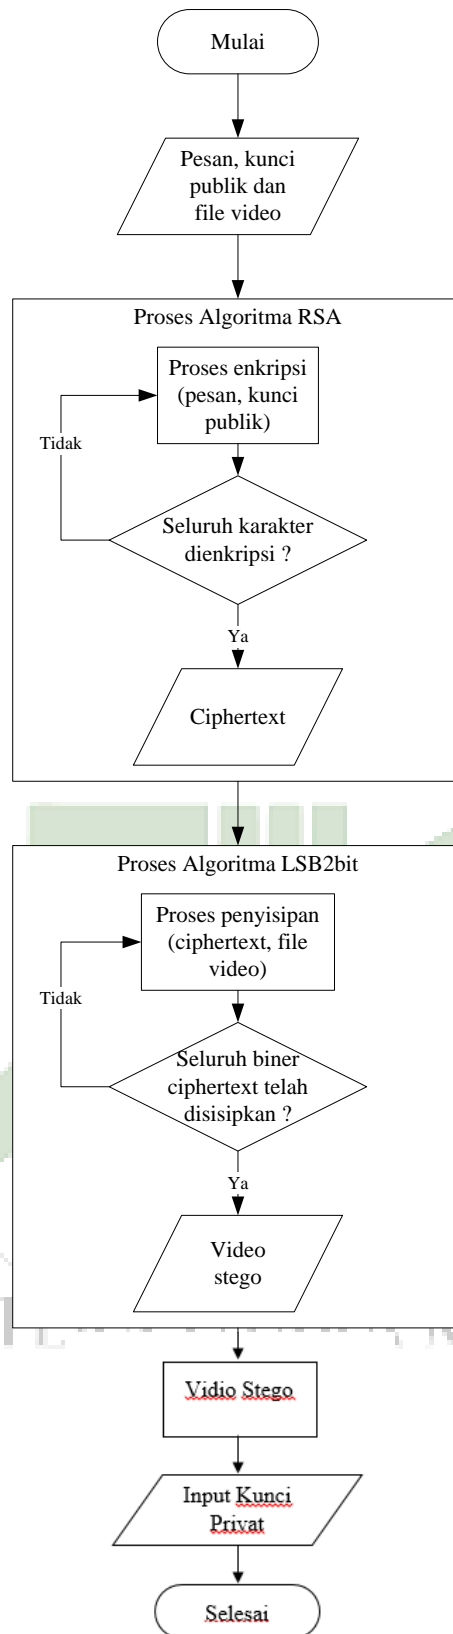 Mulai
Pesan, kunci
publik dan
file video
Proses Algoritma RSA
Proses enkripsi
(pesan, kunci
publik)
Tidak
Seluruh karakter
dienkripsi ?
Ya
Ciphertext
Proses Algoritma LSB2bit
Proses penyisipan
(ciphertext, file
video)
Tidak
Seluruh biner
ciphertext telah
disisipkan ?
Ya
Video
stego
Vidio Stego
Input Kunci
Privat
Selesai